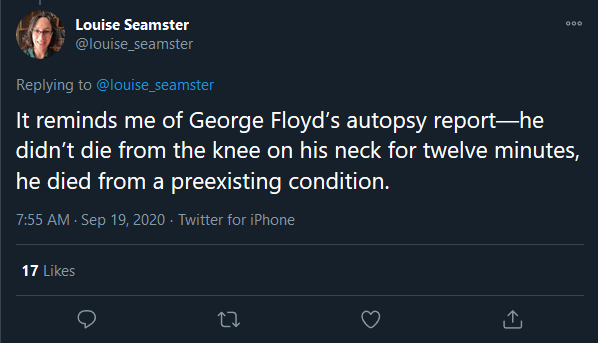 Louise Seamster
@louise_seamster
Replying to @louise_seamster
It reminds me of George Floyd’s autopsy report—he
didn’t die from the knee on his neck for twelve minutes,
he died from a preexisting condition.
7:55 AM · Sep 19, 2020 · Twitter for iPhone
17 Likes